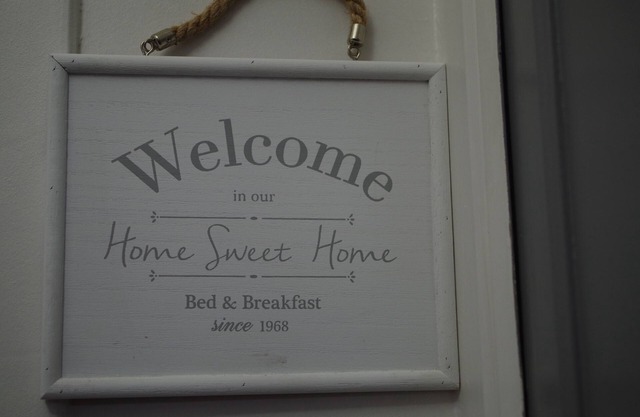 Welcome
in our
Home Sweet Home
Bed & Breakfast
since 1968